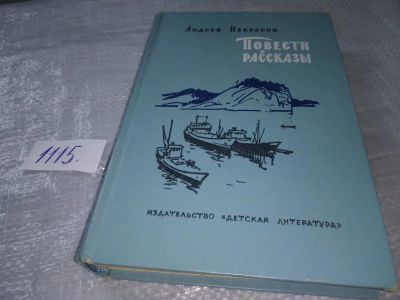 Андрей Некрасов
Повести
и рассказы
1115.
ИЗДАТЕЛЬСТВО «ДЕТСКАЯ ЛИТЕРАТУРА»